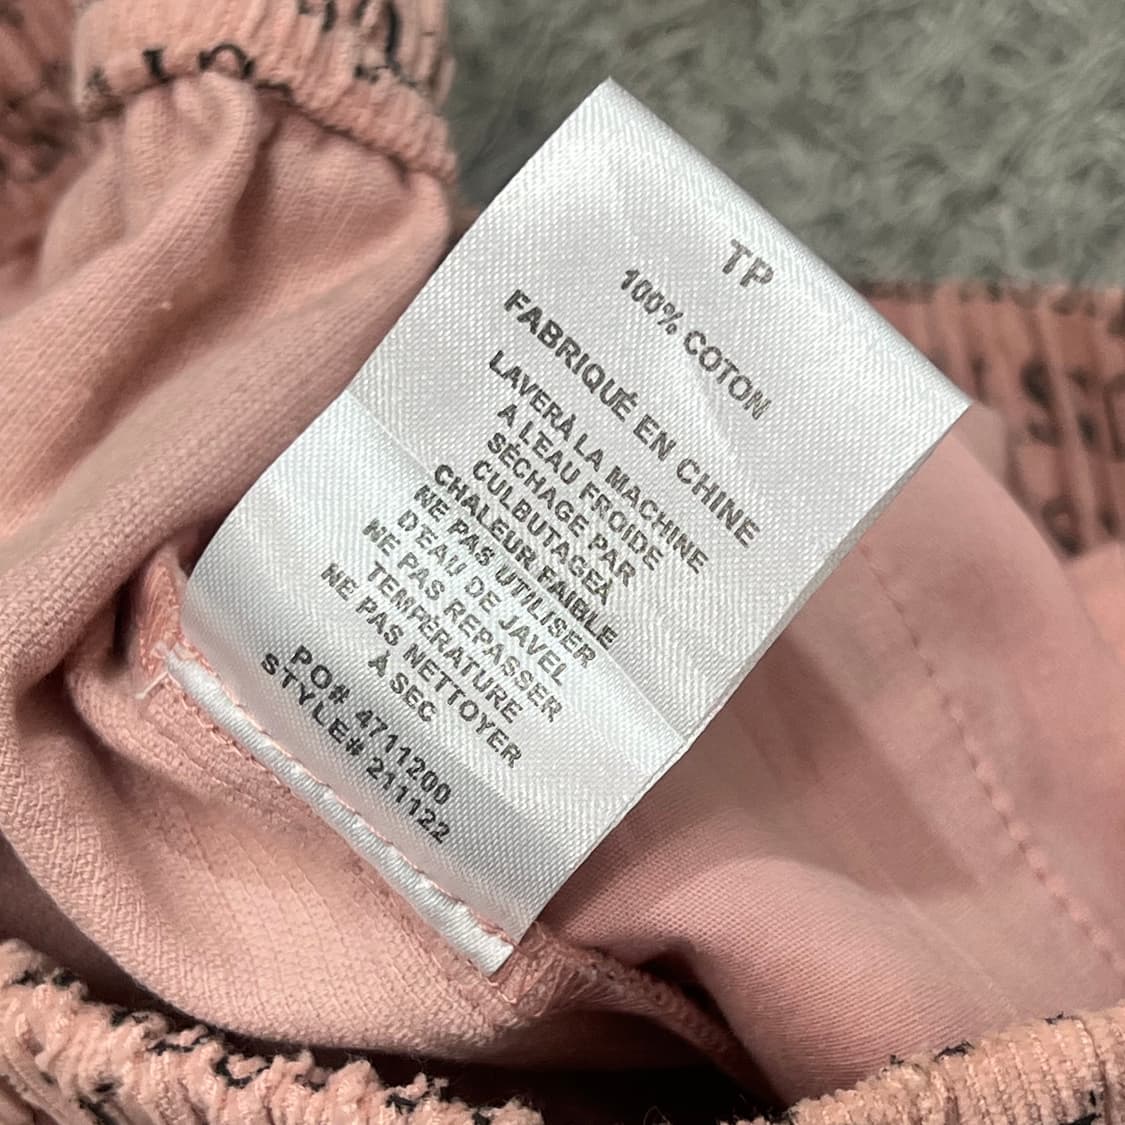 TP
100% COTON
FABRIQUÉ EN CHINE
LAVERÀ LA MACHINE
A L'EAU FROIDE
SÉCHAGE PAR
CULBUTAGEÀ
CHALEUR FAIBLE
NE PAS UTILISER
D'EAU DE JAVEL
NE PAS REPASSER
TEMPÉRATURE
NE PAS NETTOYER
À SEC
PO# 4711200
STYLE# 211122